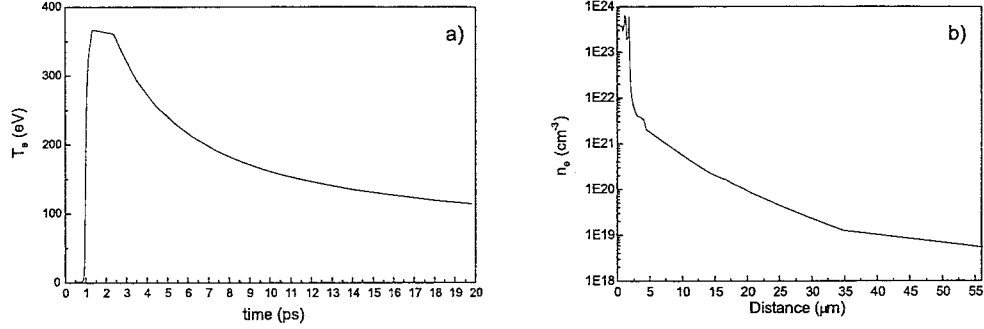 a)
400
300
200
100
0
Te (eV)
0 1 2 3 4 5 6 7 8 9 10 11 12 13 14 15 16 17 18 19 20
time (ps)
b)
1E24
1E23
1E22
1E21
1E20
1E19
1E18
ne (cm-3)
0 5 10 15 20 25 30 35 40 45 50 55
Distance (μm)